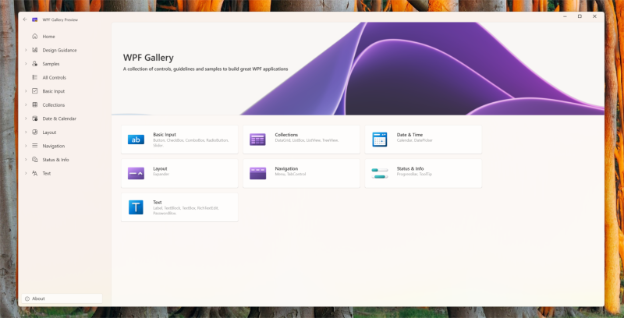 WPF Gallery Preview
Home
Design Guidance
Samples
All Controls
Basic Input
Collections
Date & Calendar
Layout
Navigation
Status & Info
Text
About
WPF Gallery
A collection of controls, guidelines and samples to build great WPF applications
ab
Basic Input
Button, CheckBox, ComboBox, RadioButton,
Slider
Collections
DataGrid, ListBox, ListView, TreeView
Date & Time
Calendar, DatePicker
Layout
Expander
Navigation
Menu, TabControl
Status & Info
ProgressBar, ToolTip
T
Text
Label, TextBlock, TextBox, RichTextEdit,
PasswordBox